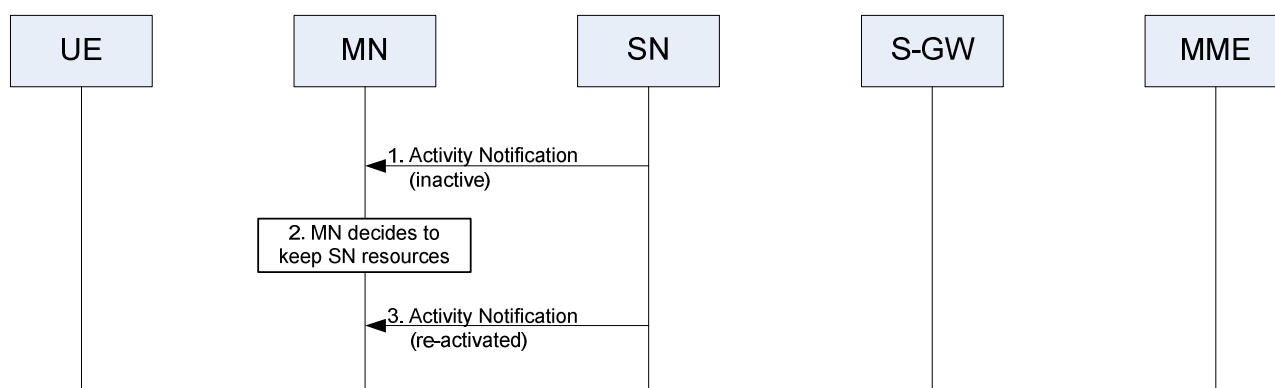 UE
MN
SN
S-GW
MME
1. Activity Notification
(inactive)
2. MN decides to
keep SN resources
3. Activity Notification
(re-activated)